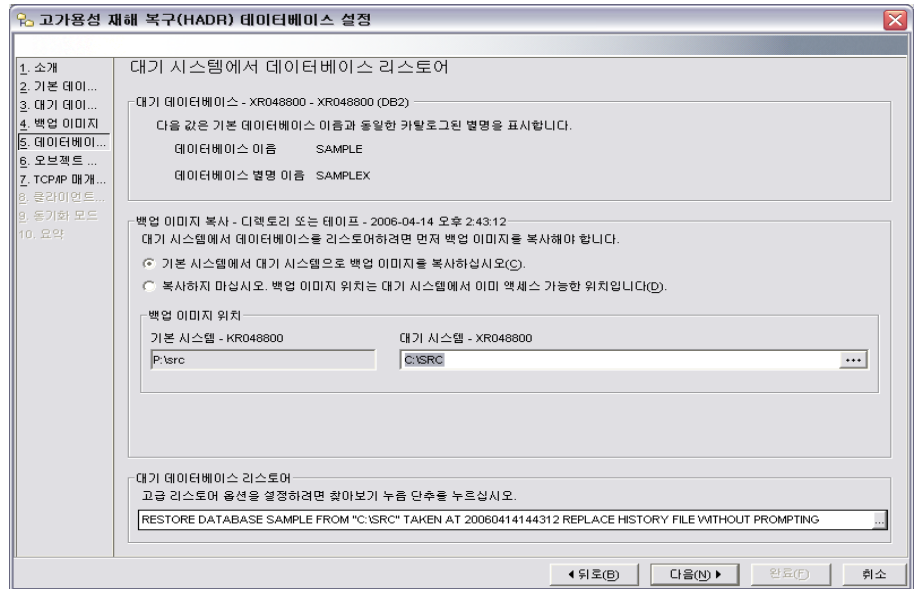 고가용성 재해 복구(HADR) 데이터베이스 설정
1. 소개
2. 기본 데이...
3. 대기 데이...
4. 백업 이미지
5. 데이터베이...
6. 오브젝트 ...
7. TCP/IP 매개...
8. 클라이언트...
9. 동기화 모드
10. 요약
대기 시스템에서 데이터베이스 리스토어
대기 데이터베이스 - XR048800 - XR048800 (DB2)
다음 값은 기본 데이터베이스 이름과 동일한 카탈로그된 별명을 표시합니다.
데이터베이스 이름 SAMPLE
데이터베이스 별명 이름 SAMPLEX
백업 이미지 복사 - 디렉토리 또는 테이프 - 2006-04-14 오후 2:43:12
대기 시스템에서 데이터베이스를 리스토어하려면 먼저 백업 이미지를 복사해야 합니다.
기본 시스템에서 대기 시스템으로 백업 이미지를 복사하십시오(C).
복사하지 마십시오. 백업 이미지 위치는 대기 시스템에서 이미 액세스 가능한 위치입니다(D).
백업 이미지 위치
기본 시스템 - KR048800 대기 시스템 - XR048800
P:\src C:\SRC ...
대기 데이터베이스 리스토어
고급 리스토어 옵션을 설정하려면 찾아보기 누름 단추를 누르십시오.
RESTORE DATABASE SAMPLE FROM "C:\SRC" TAKEN AT 20060414144312 REPLACE HISTORY FILE WITHOUT PROMPTING ...
뒤로(B) 다음(N) 완료(F) 취소